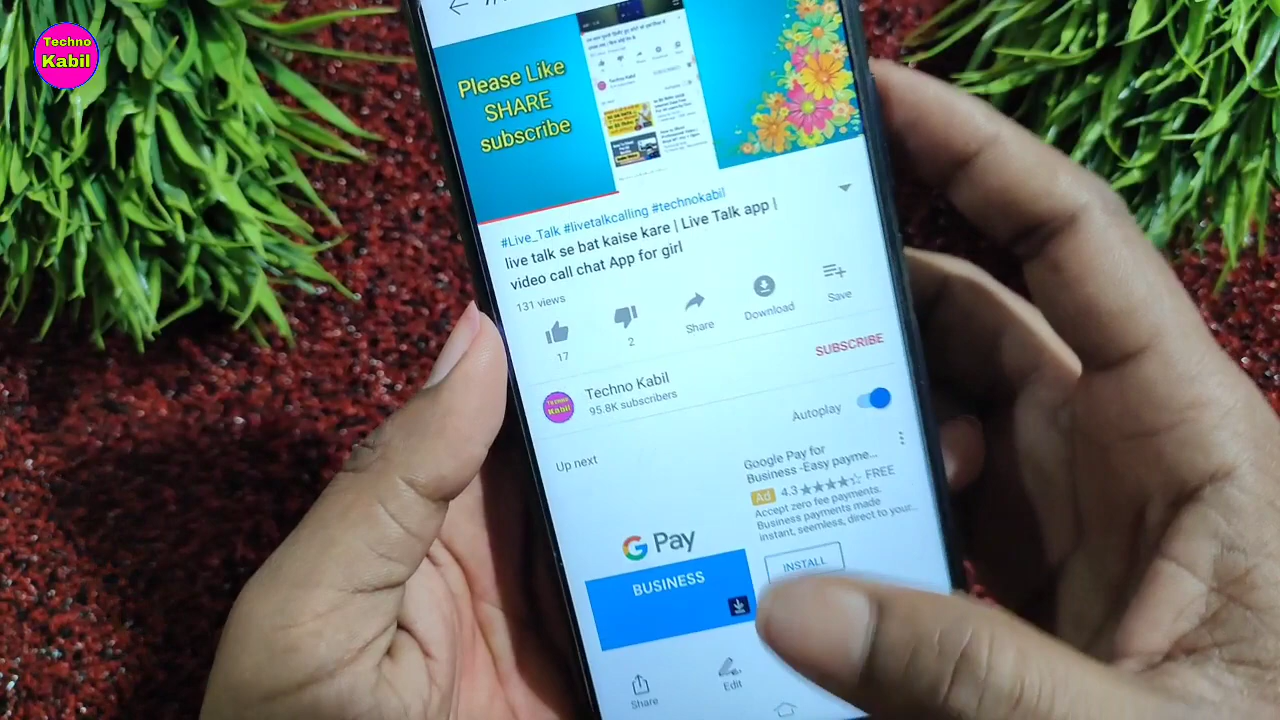 Techno
Kabil
Please Like
SHARE
subscribe
#Live_Talk #livetalkcalling #technokabil
live talk se bat kaise kare | Live Talk app |
video call chat App for girl
131 views
17
2
Share
Download
Save
Techno Kabil
95.8K subscribers
SUBSCRIBE
Autoplay
Up next
Google Pay for
Business -Easy payme...
Ad 4.3 FREE
Accept zero fee payments.
Business payments made
instant, seemless, direct to your...
G Pay
BUSINESS
INSTALL
Share
Edit